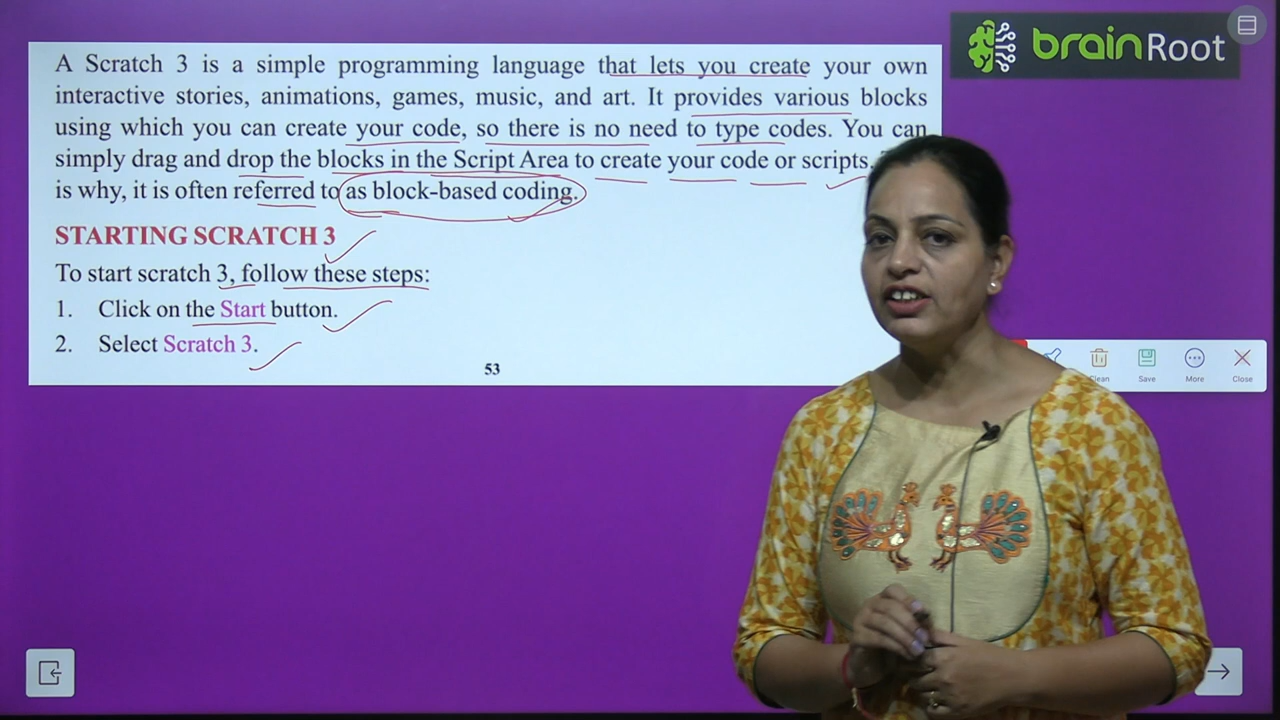 A Scratch 3 is a simple programming language that lets you create your own
interactive stories, animations, games, music, and art. It provides various blocks
using which you can create your code, so there is no need to type codes. You can
simply drag and drop the blocks in the Script Area to create your code or scripts.
is why, it is often referred to as block-based coding.
STARTING SCRATCH 3
To start scratch 3, follow these steps:
1. Click on the Start button.
2. Select Scratch 3.
53
brainRoot
Clean Save More Close